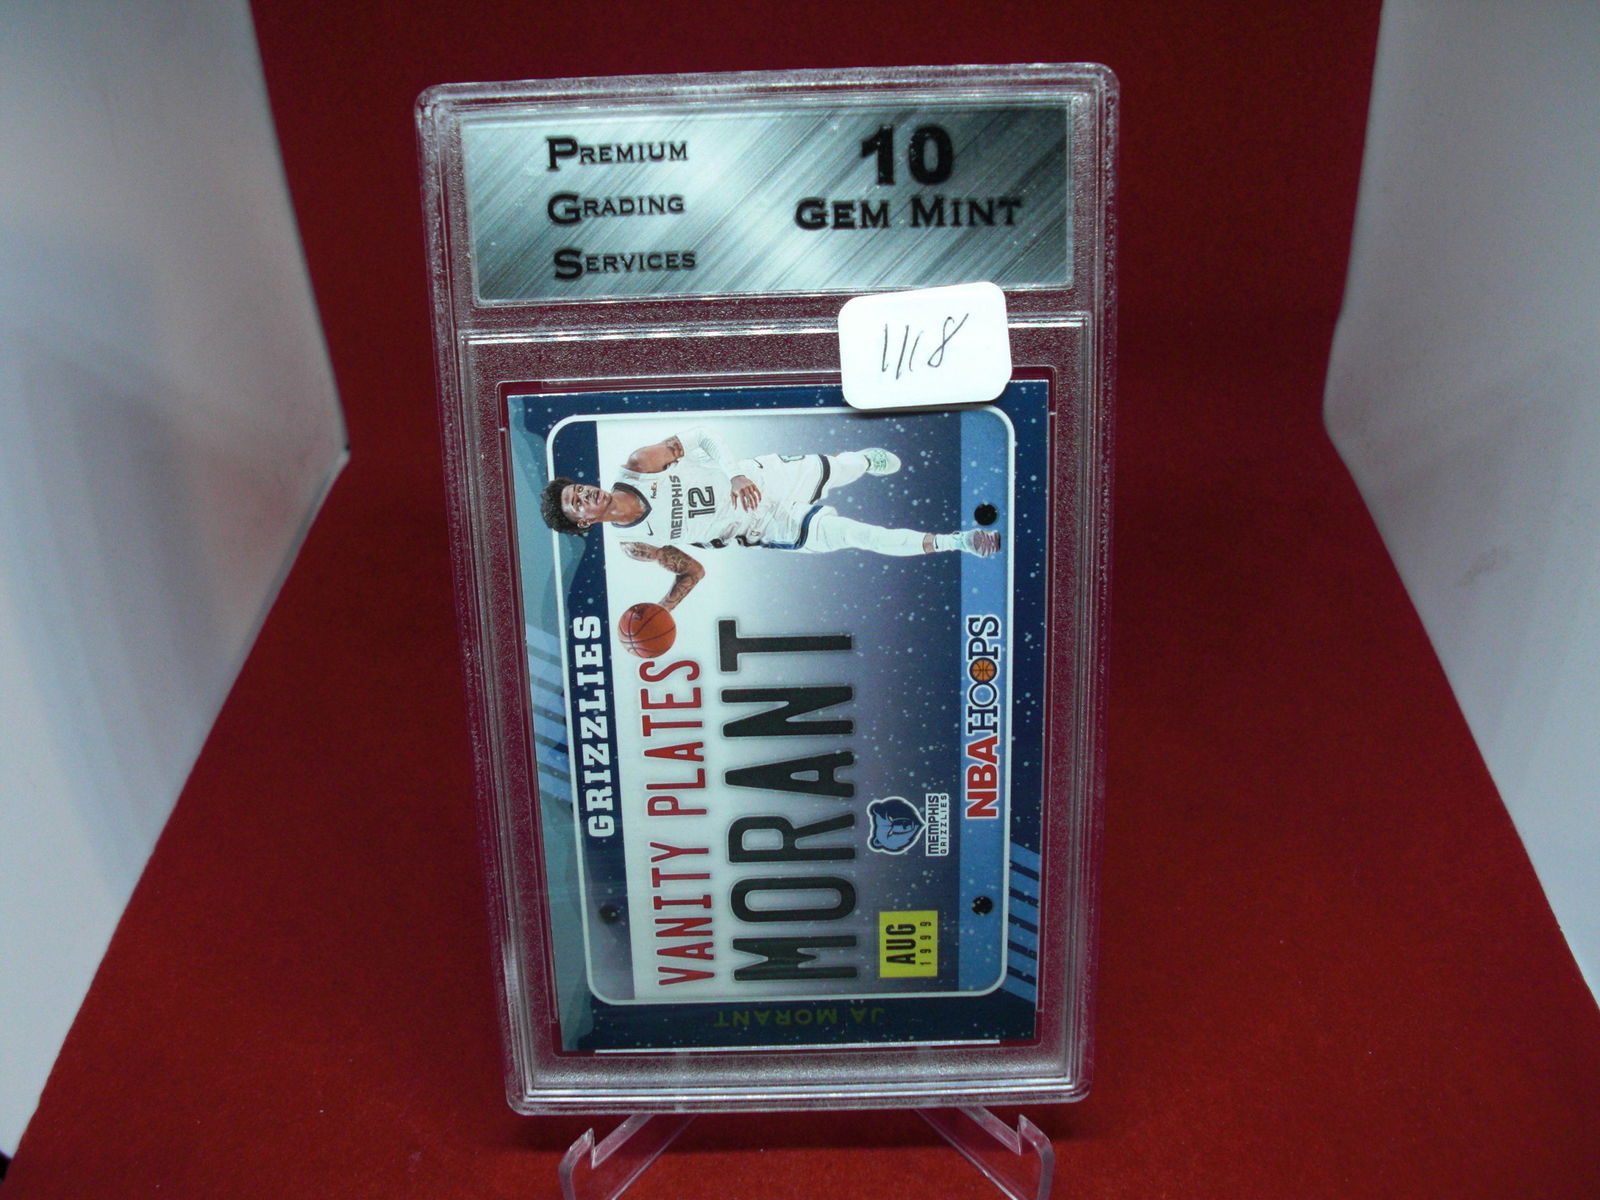 PREMIUM
GRADING
SERVICES
10
GEM MINT
1118
GRIZZLIES
VANITY PLATES
MORANT
AUG
1999
MEMPHIS
GRIZZLIES
NBA HOOPS
MEMPHIS
12
FedEx
JA MORANT